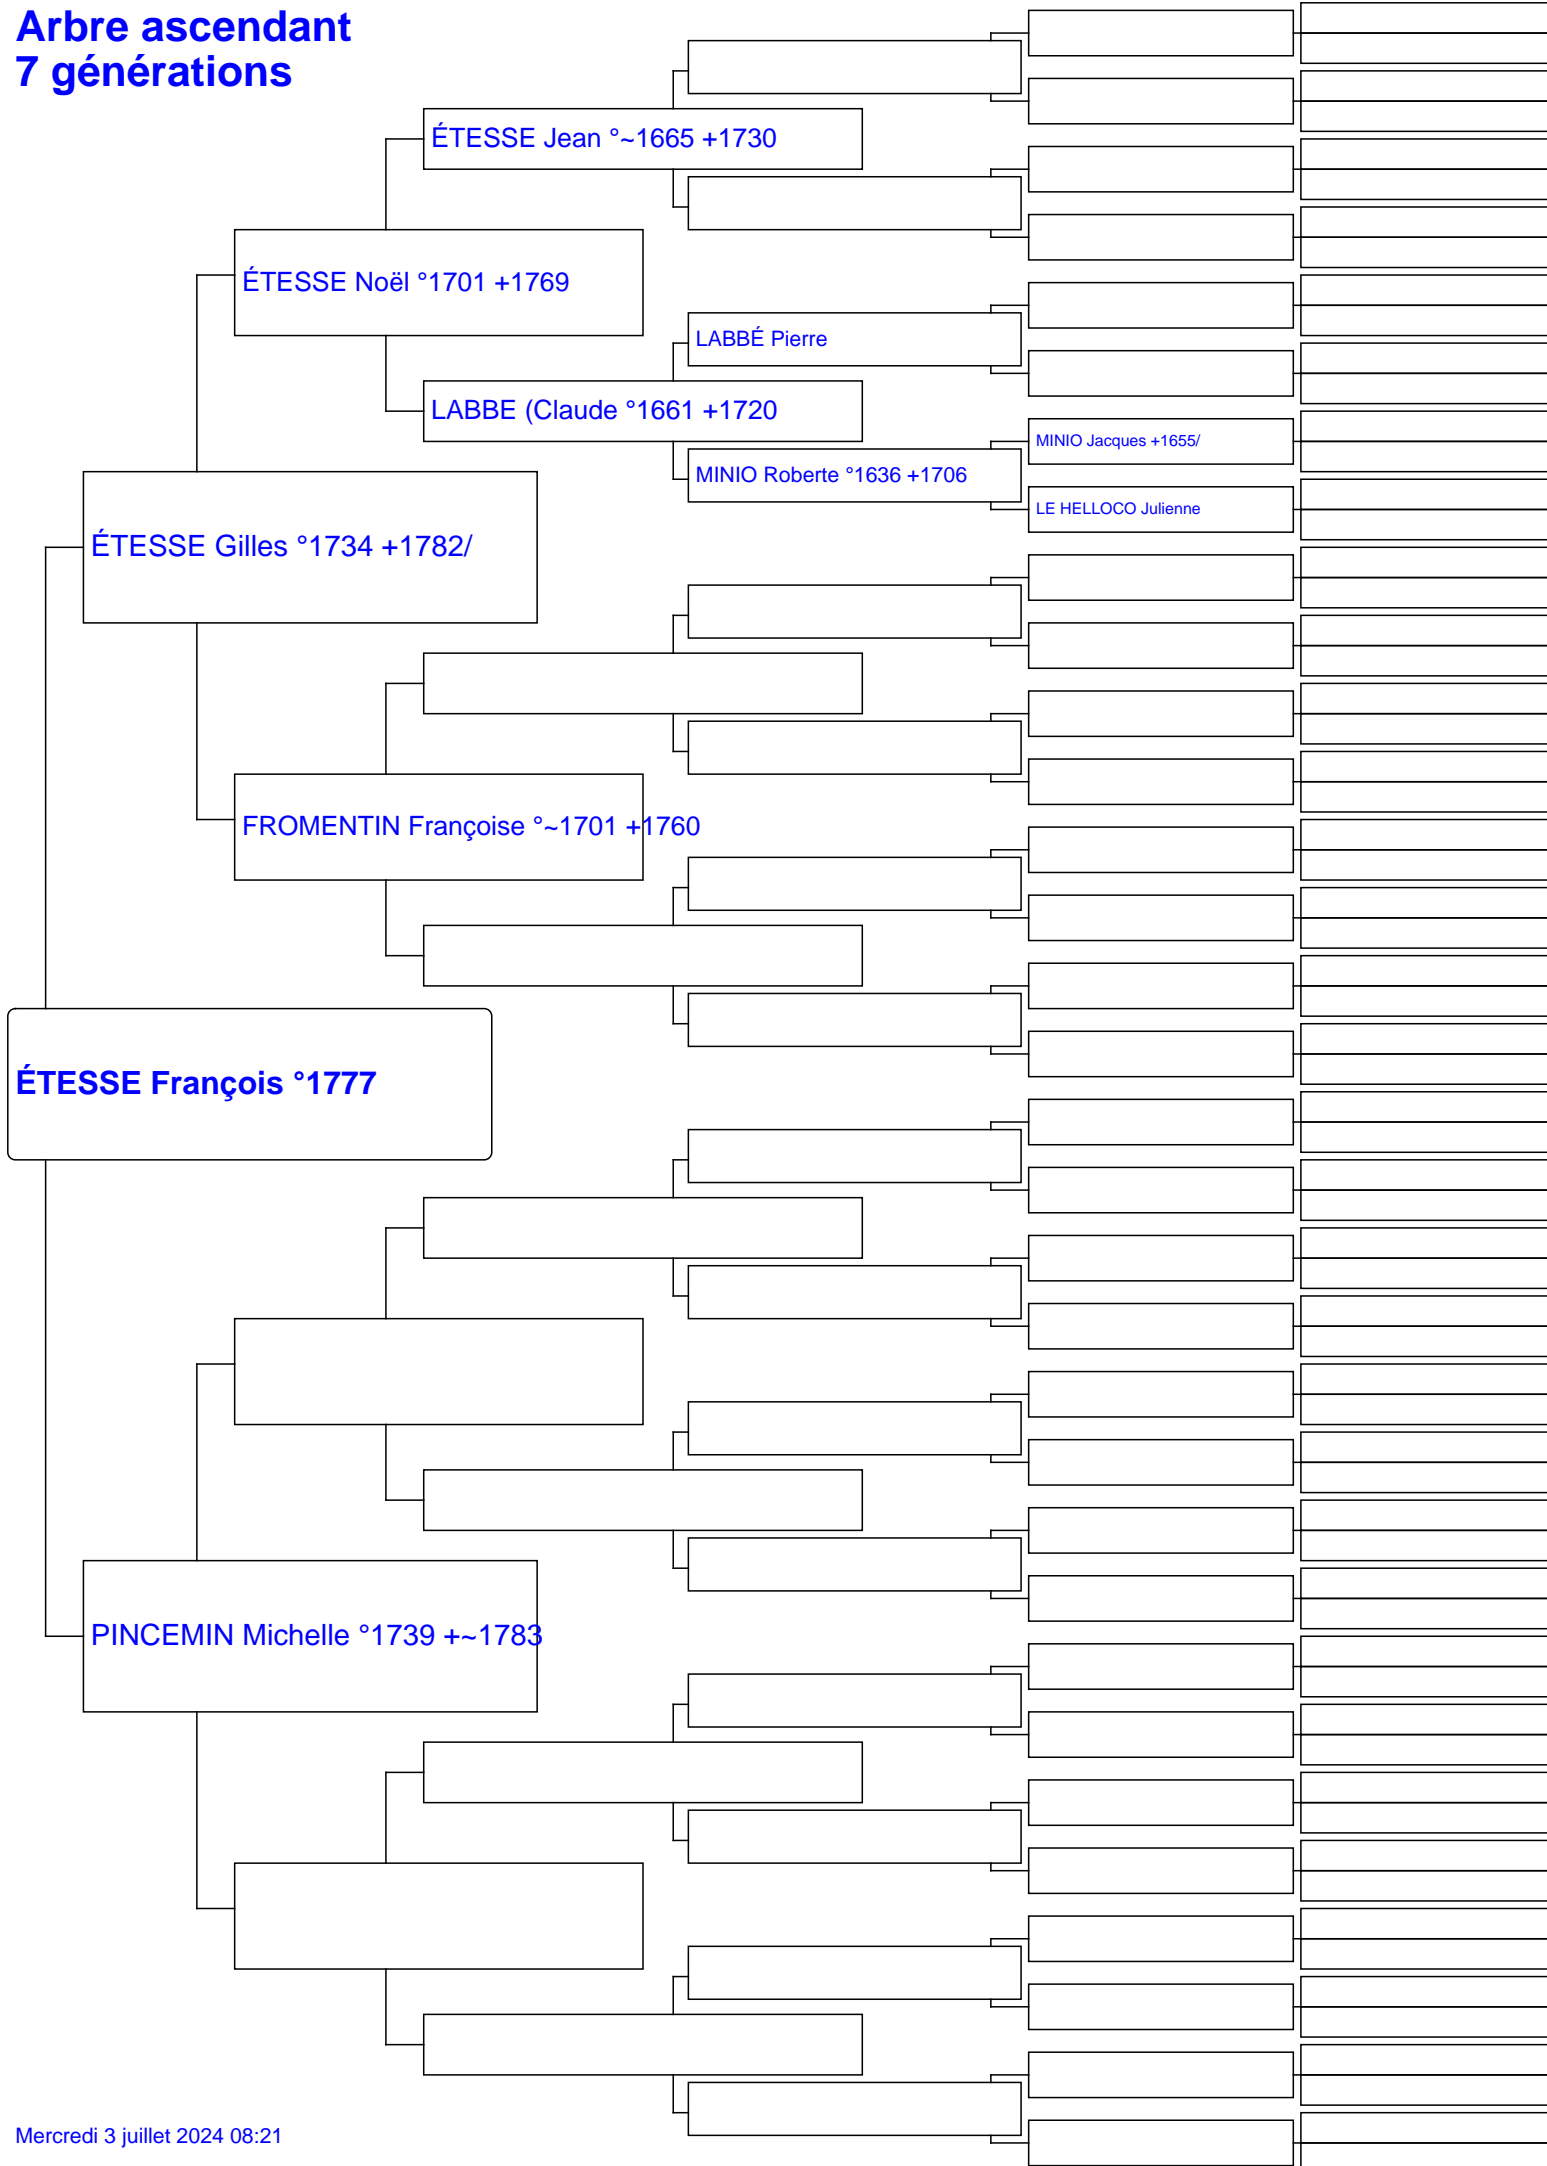 Arbre ascendant
7 générations
ÉTESSE Jean °~1665 +1730
ÉTESSE Noël °1701 +1769
LABBÉ Pierre
LABBE (Claude °1661 +1720
MINIO Jacques +1655/
MINIO Roberte °1636 +1706
LE HELLOCO Julienne
ÉTESSE Gilles °1734 +1782/
FROMENTIN Françoise °~1701 +1760
ÉTESSE François °1777
PINCEMIN Michelle °1739 +~1783
Mercredi 3 juillet 2024 08:21